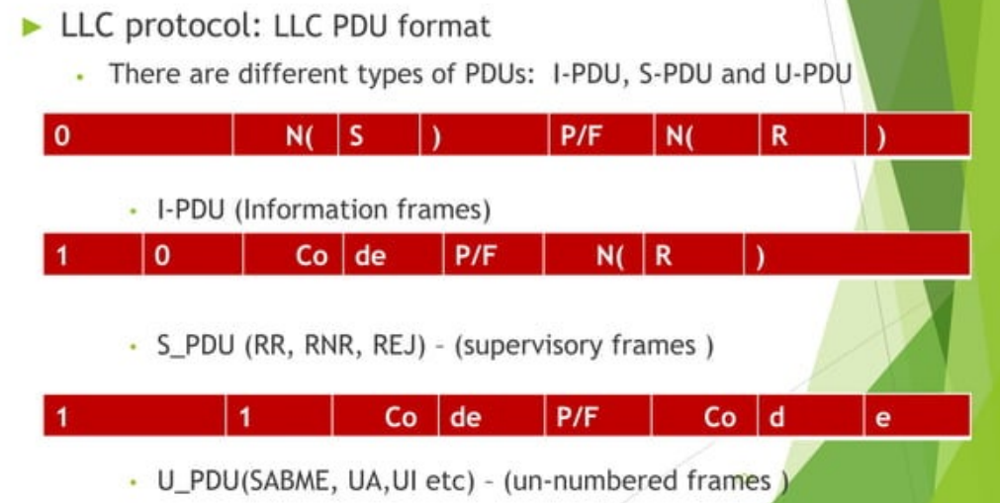 LLC protocol: LLC PDU format
There are different types of PDUs: I-PDU, S-PDU and U-PDU
0 N( S ) P/F N( R )
I-PDU (Information frames)
1 0 Co de P/F N( R )
S_PDU (RR, RNR, REJ) – (supervisory frames )
1 1 Co de P/F Co d e
U_PDU(SABME, UA,UI etc) – (un-numbered frames )